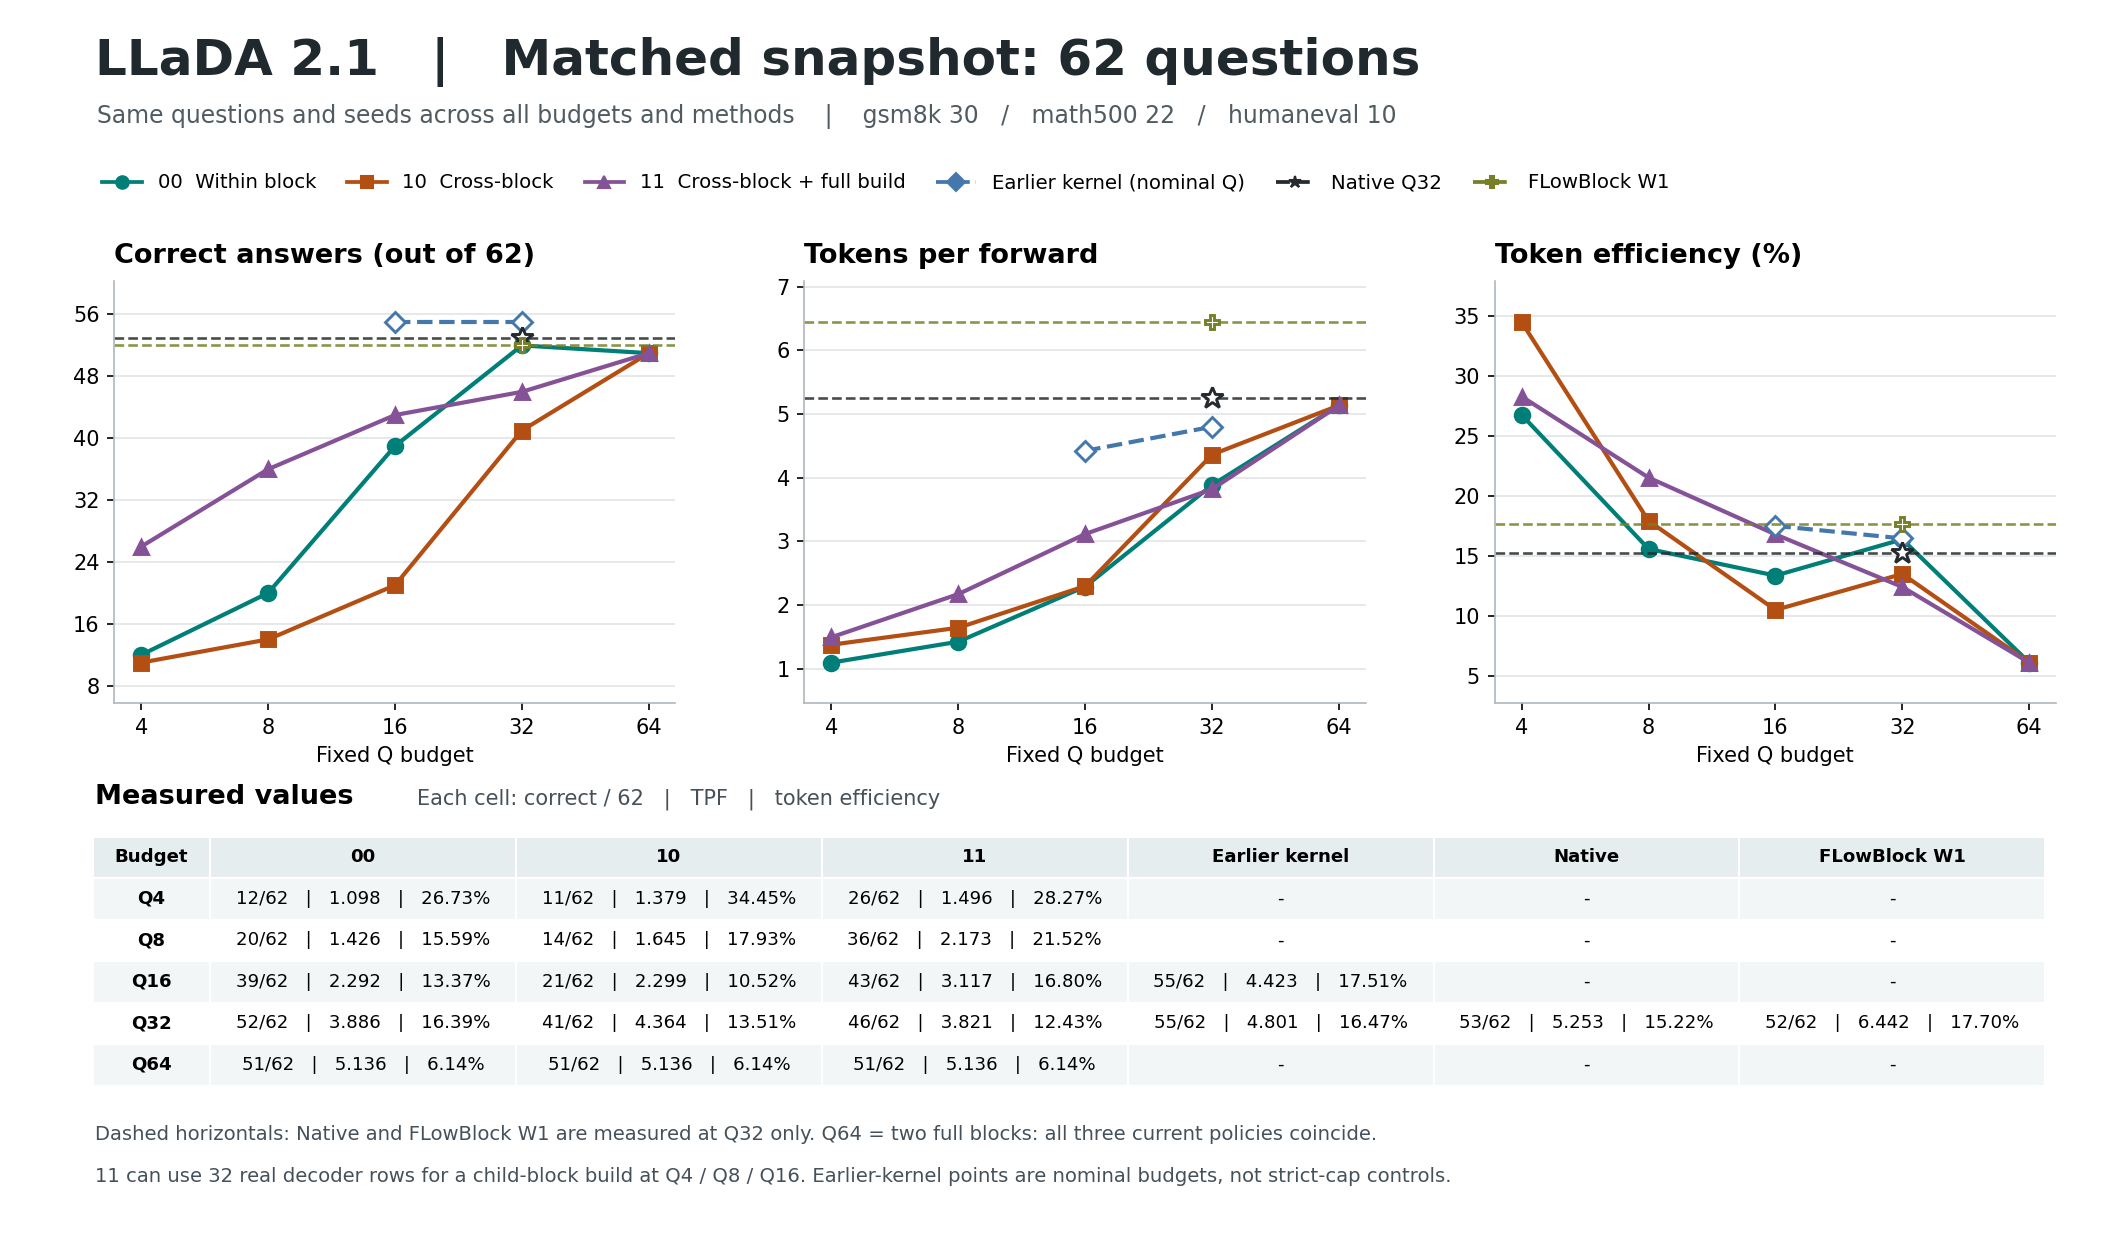 LLaDA 2.1 | Matched snapshot: 62 questions
Same questions and seeds across all budgets and methods | gsm8k 30 / math500 22 / humaneval 10
00 Within block 10 Cross-block 11 Cross-block + full build Earlier kernel (nominal Q) Native Q32 FLowBlock W1
Correct answers (out of 62)
56
48
40
32
24
16
8
4 8 16 32 64
Fixed Q budget
Tokens per forward
7
6
5
4
3
2
1
4 8 16 32 64
Fixed Q budget
Token efficiency (%)
35
30
25
20
15
10
5
4 8 16 32 64
Fixed Q budget
Measured values Each cell: correct / 62 | TPF | token efficiency
Budget 00 10 11 Earlier kernel Native FLowBlock W1
Q4 12/62 | 1.098 | 26.73% 11/62 | 1.379 | 34.45% 26/62 | 1.496 | 28.27% - - -
Q8 20/62 | 1.426 | 15.59% 14/62 | 1.645 | 17.93% 36/62 | 2.173 | 21.52% - - -
Q16 39/62 | 2.292 | 13.37% 21/62 | 2.299 | 10.52% 43/62 | 3.117 | 16.80% 55/62 | 4.423 | 17.51% - -
Q32 52/62 | 3.886 | 16.39% 41/62 | 4.364 | 13.51% 46/62 | 3.821 | 12.43% 55/62 | 4.801 | 16.47% 53/62 | 5.253 | 15.22% 52/62 | 6.442 | 17.70%
Q64 51/62 | 5.136 | 6.14% 51/62 | 5.136 | 6.14% 51/62 | 5.136 | 6.14% - - -
Dashed horizontals: Native and FLowBlock W1 are measured at Q32 only. Q64 = two full blocks: all three current policies coincide.
11 can use 32 real decoder rows for a child-block build at Q4 / Q8 / Q16. Earlier-kernel points are nominal budgets, not strict-cap controls.